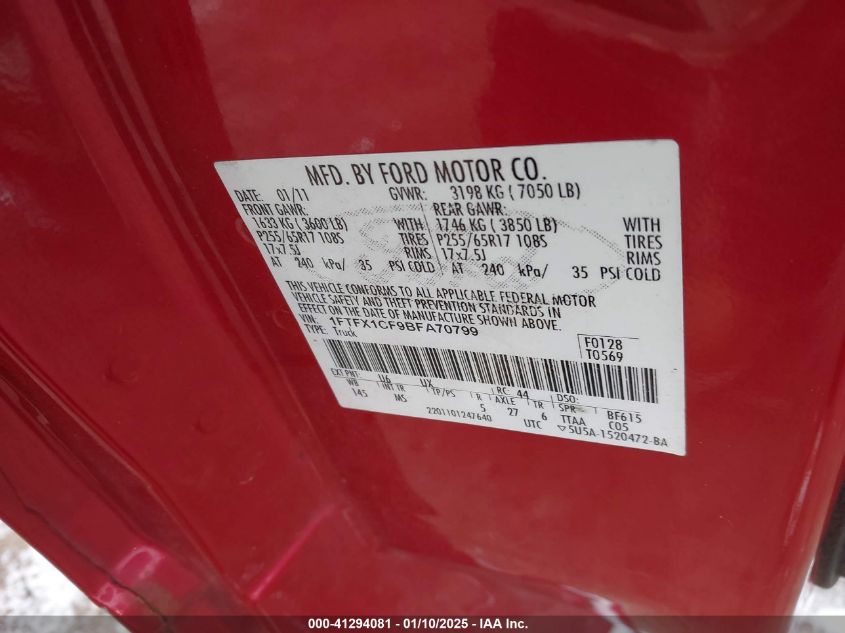 MFD. BY FORD MOTOR CO.
DATE: 01/11 GVWR: 3198 KG ( 7050 LB)
FRONT GAWR: REAR GAWR:
1633 KG ( 3600 LB) WITH 1746 KG ( 3850 LB) WITH
P255/65R17 108S TIRES P255/65R17 108S TIRES
17x7.5J RIMS 17x7.5J RIMS
AT 240 kPa/ 35 PSI COLD AT 240 kPa/ 35 PSI COLD
THIS VEHICLE CONFORMS TO ALL APPLICABLE FEDERAL MOTOR
VEHICLE SAFETY AND THEFT PREVENTION STANDARDS IN
EFFECT ON THE DATE OF MANUFACTURE SHOWN ABOVE.
VIN: 1FTFX1CF9BFA70799
TYPE: Truck
F0128
T0569
EXT PNT: U6 UX RC: 44 DSO:
WB INT TR TP/PS R AXLE TR SPR BF615
145 MS 5 27 6 TTAA C05
2201101247640 UTC ▽5U5A-1520472-BA
000-41294081 - 01/10/2025 - IAA Inc.